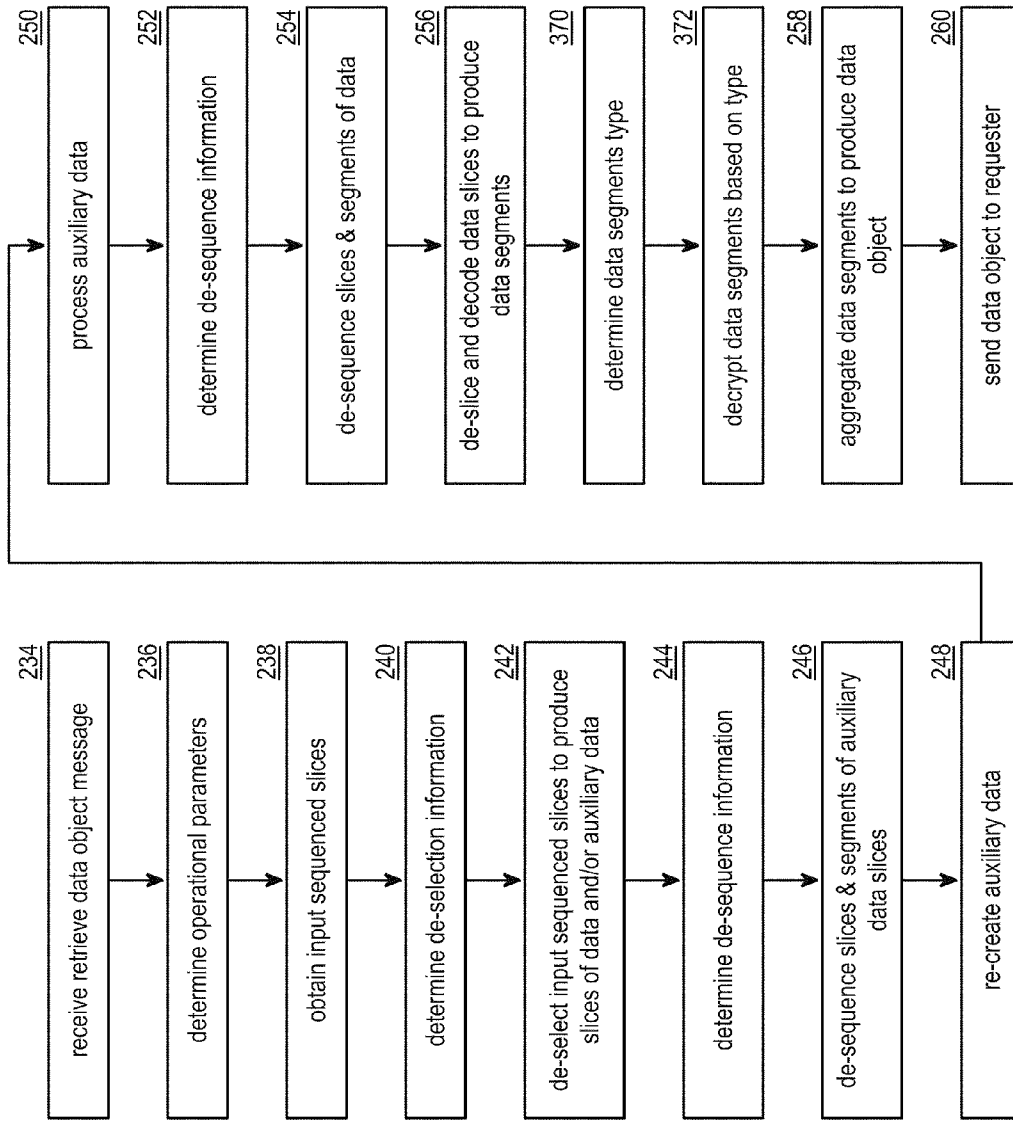 234
receive retrieve data object message
236
determine operational parameters
238
obtain input sequenced slices
240
determine de-selection information
242
de-select input sequenced slices to produce
slices of data and/or auxiliary data
244
determine de-sequence information
246
de-sequence slices & segments of auxiliary
data slices
248
re-create auxiliary data
250
process auxiliary data
252
determine de-sequence information
254
de-sequence slices & segments of data
256
de-slice and decode data slices to produce
data segments
370
determine data segments type
372
decrypt data segments based on type
258
aggregate data segments to produce data
object
260
send data object to requester